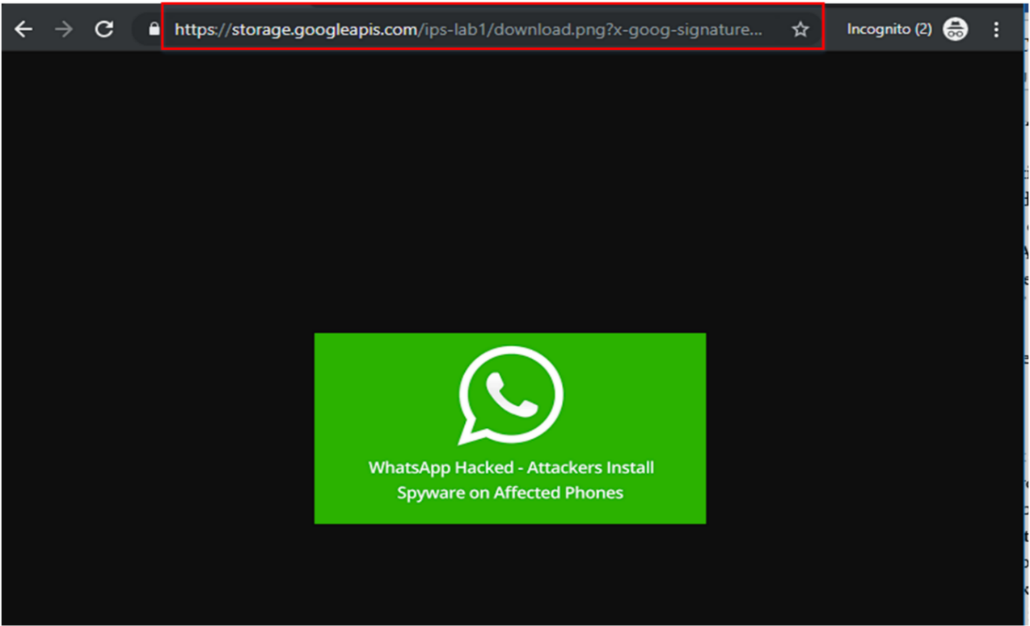 https://storage.googleapis.com/ips-lab1/download.png?x-goog-signature...
Incognito (2)
WhatsApp Hacked - Attackers Install
Spyware on Affected Phones